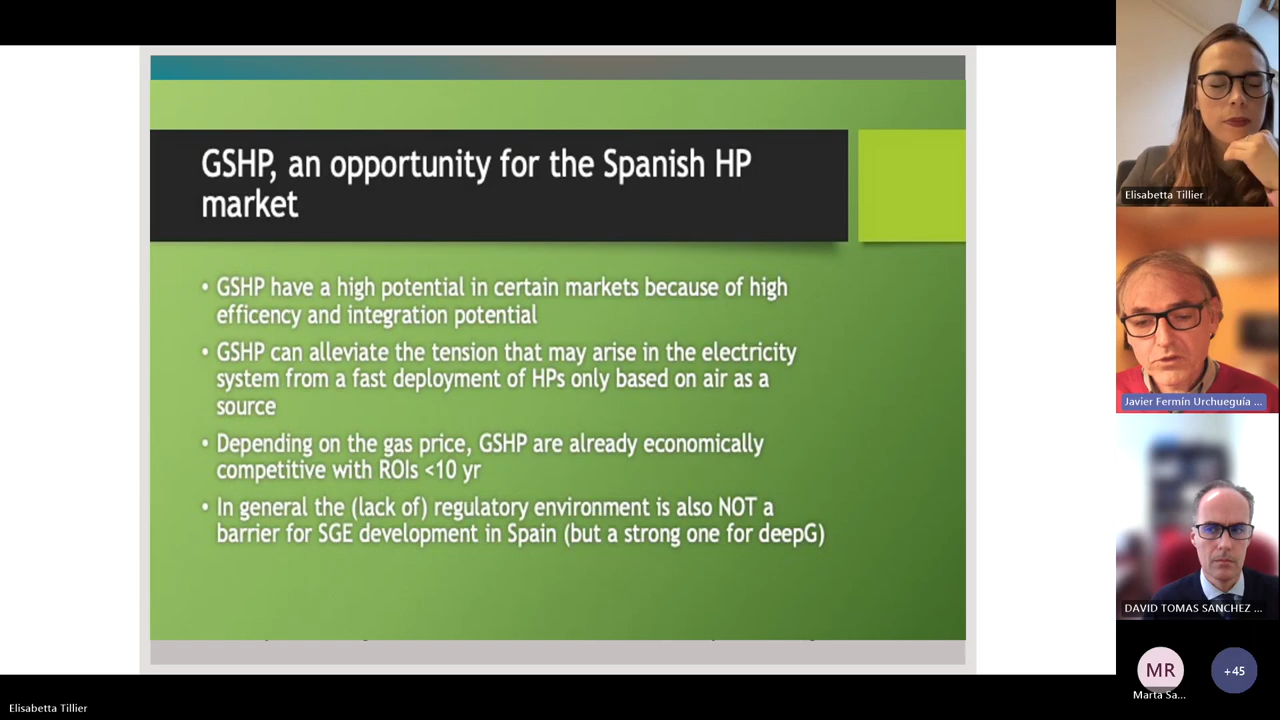 GSHP, an opportunity for the Spanish HP
market
• GSHP have a high potential in certain markets because of high
efficency and integration potential
• GSHP can alleviate the tension that may arise in the electricity
system from a fast deployment of HPs only based on air as a
source
• Depending on the gas price, GSHP are already economically
competitive with ROIs <10 yr
• In general the (lack of) regulatory environment is also NOT a
barrier for SGE development in Spain (but a strong one for deepG)
Elisabetta Tillier
Elisabetta Tillier
Javier Fermín Urchueguía ...
DAVID TOMAS SANCHEZ ...
MR
+45
Marta Sa...